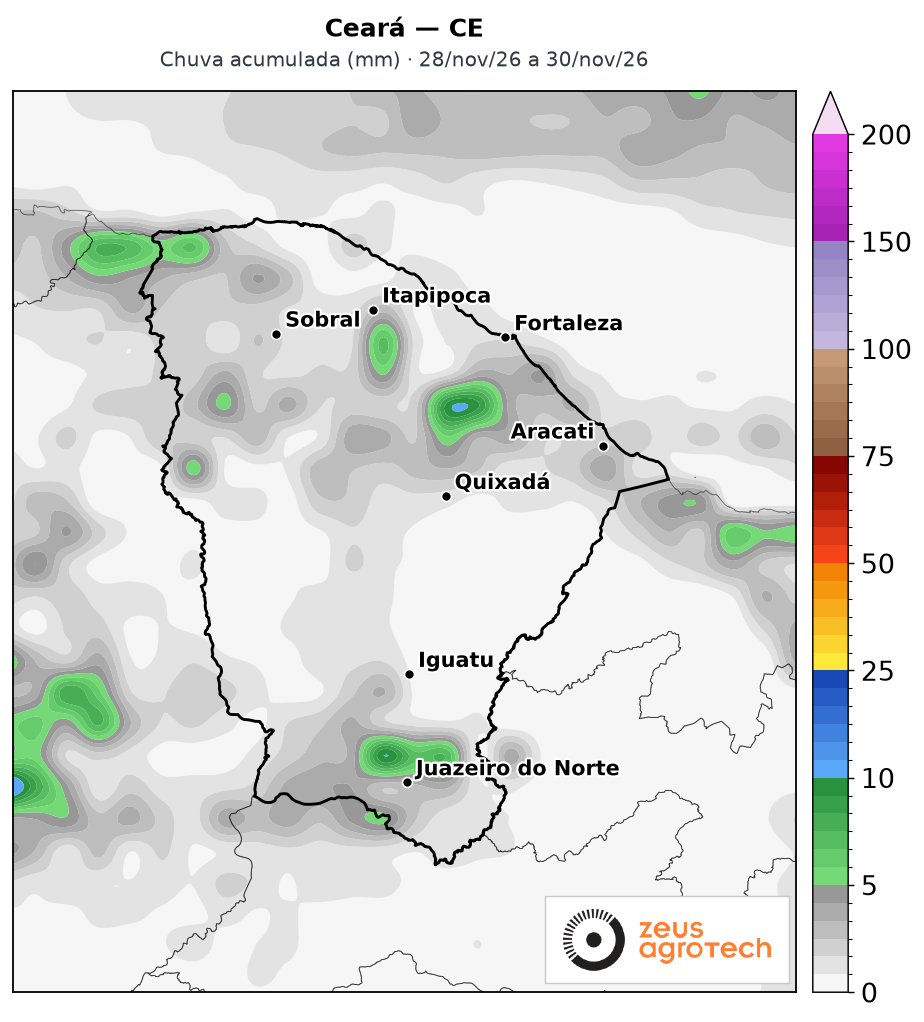 Ceará — CE
Chuva acumulada (mm) · 28/nov/26 a 30/nov/26
200
150
100
75
50
25
10
5
0
Itapipoca
Sobral
Fortaleza
Aracati
Quixadá
Iguatu
Juazeiro do Norte
zeus
agrotech